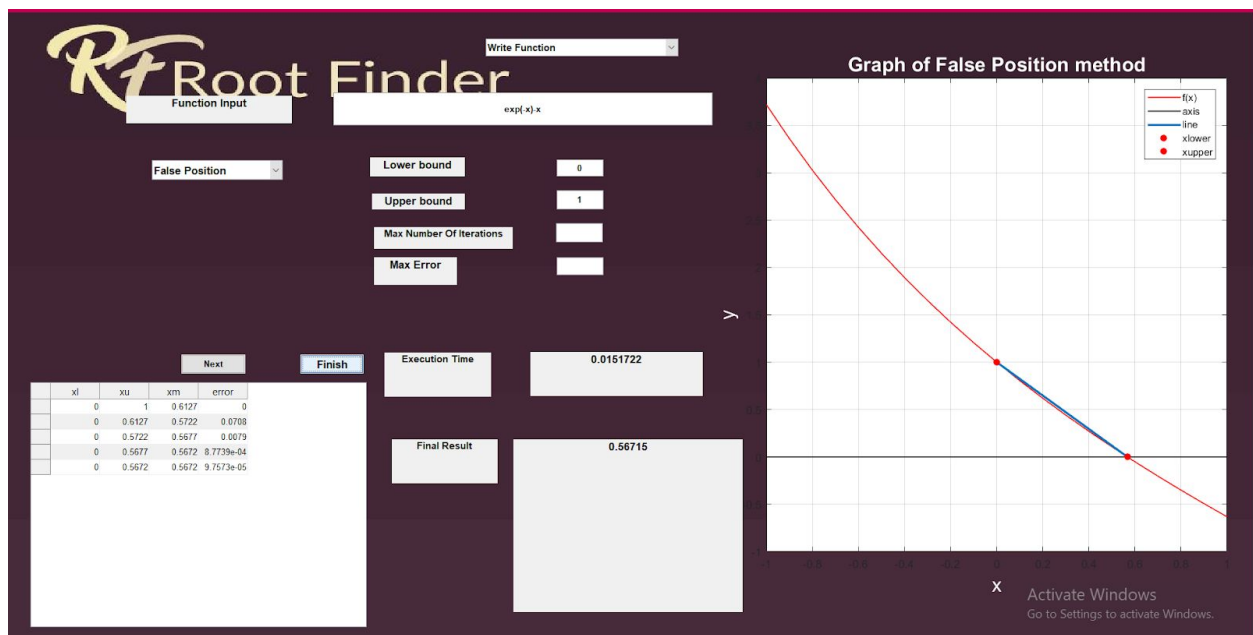 RF Root Finder
Write Function
Function Input
exp(-x)-x
False Position
Lower bound
0
Upper bound
1
Max Number Of Iterations
Max Error
Next
Finish
Execution Time
0.0151722
xl xu xm error
0 1 0.6127 0
0 0.6127 0.5722 0.0708
0 0.5722 0.5677 0.0079
0 0.5677 0.5672 8.7739e-04
0 0.5672 0.5672 9.7573e-05
Final Result
0.56715
Graph of False Position method
f(x)
axis
line
xlower
xupper
y
0.5
0
-1 -0.8 -0.6 -0.4 -0.2 0 0.2 0.4 0.6 0.8 1
x
Activate Windows
Go to Settings to activate Windows.